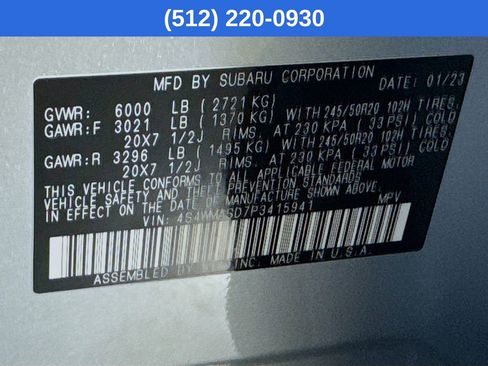 (512) 220-0930
MFD BY SUBARU CORPORATION DATE: 01/23
GVWR: 6000 LB (2721 KG)
GAWR:F 3021 LB (1370 KG) WITH 245/50R20 102H TIRES,
20X7 1/2J RIMS, AT 230 KPA (33 PSI) COLD
GAWR:R 3296 LB (1495 KG) WITH 245/50R20 102H TIRES,
20X7 1/2J RIMS, AT 230 KPA (33 PSI) COLD
THIS VEHICLE CONFORMS TO ALL APPLICABLE FEDERAL MOTOR
VEHICLE SAFETY STANDARDS
IN EFFECT ON THE DATE OF MANUFACTURE SHOWN ABOVE.
VIN: MPV
ASSEMBLED BY INC. MADE IN U.S.A.